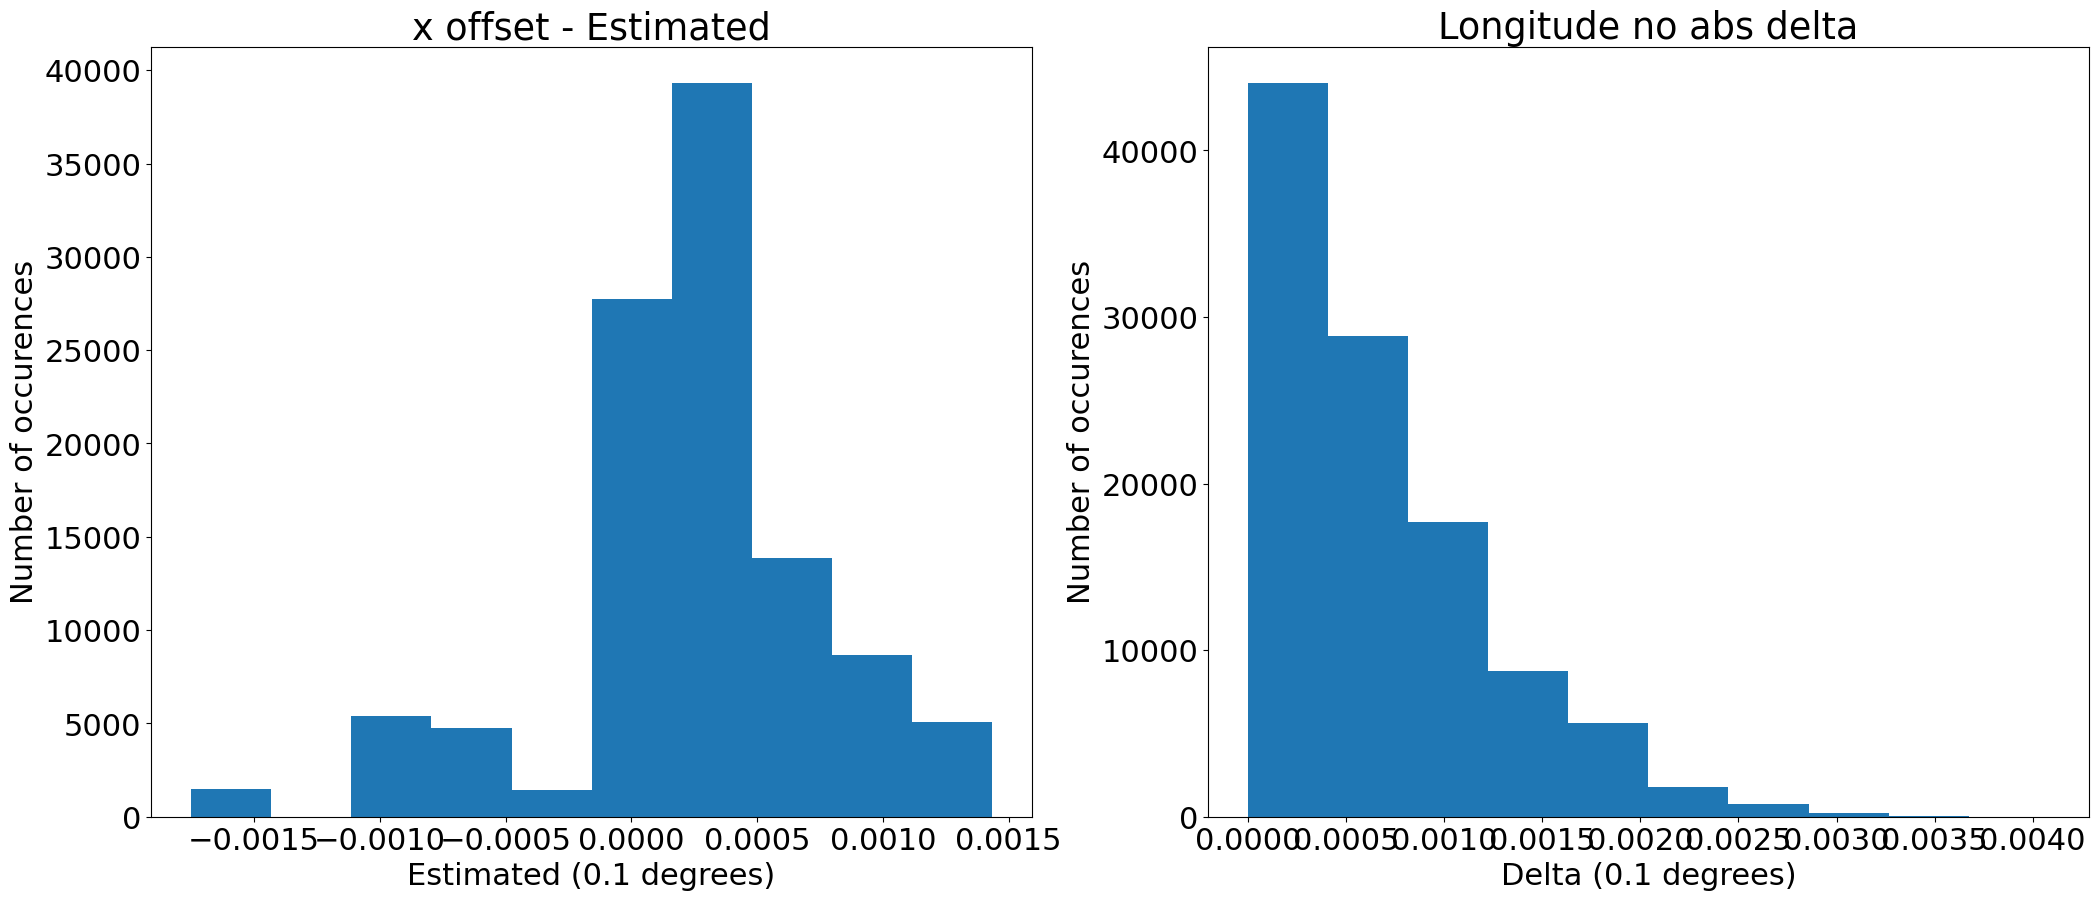 x offset - Estimated
Number of occurences
40000
35000
30000
25000
20000
15000
10000
5000
0
−0.0015 −0.0010 −0.0005 0.0000 0.0005 0.0010 0.0015
Estimated (0.1 degrees)
Longitude no abs delta
Number of occurences
40000
30000
20000
10000
0
0.0000 0.0005 0.0010 0.0015 0.0020 0.0025 0.0030 0.0035 0.0040
Delta (0.1 degrees)